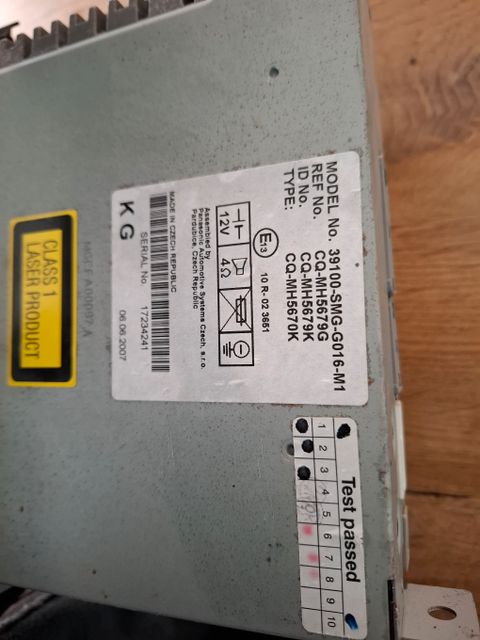 MODEL No. 39100-SMG-G016-M1
REF No. CQ-MH5679G
ID No. CQ-MH5679K
TYPE: CQ-MH5670K
E13 10 R- 02 3651
12V 4Ω
Assembled by
Panasonic Automotive Systems Czech, s.r.o.
Pardubice, Czech Republic
MADE IN CZECH REPUBLIC
SERIAL No. 17234241
K G 06.06.2007
CLASS 1
LASER PRODUCT
Test passed
1 2 3 4 5 6 7 8 9 10